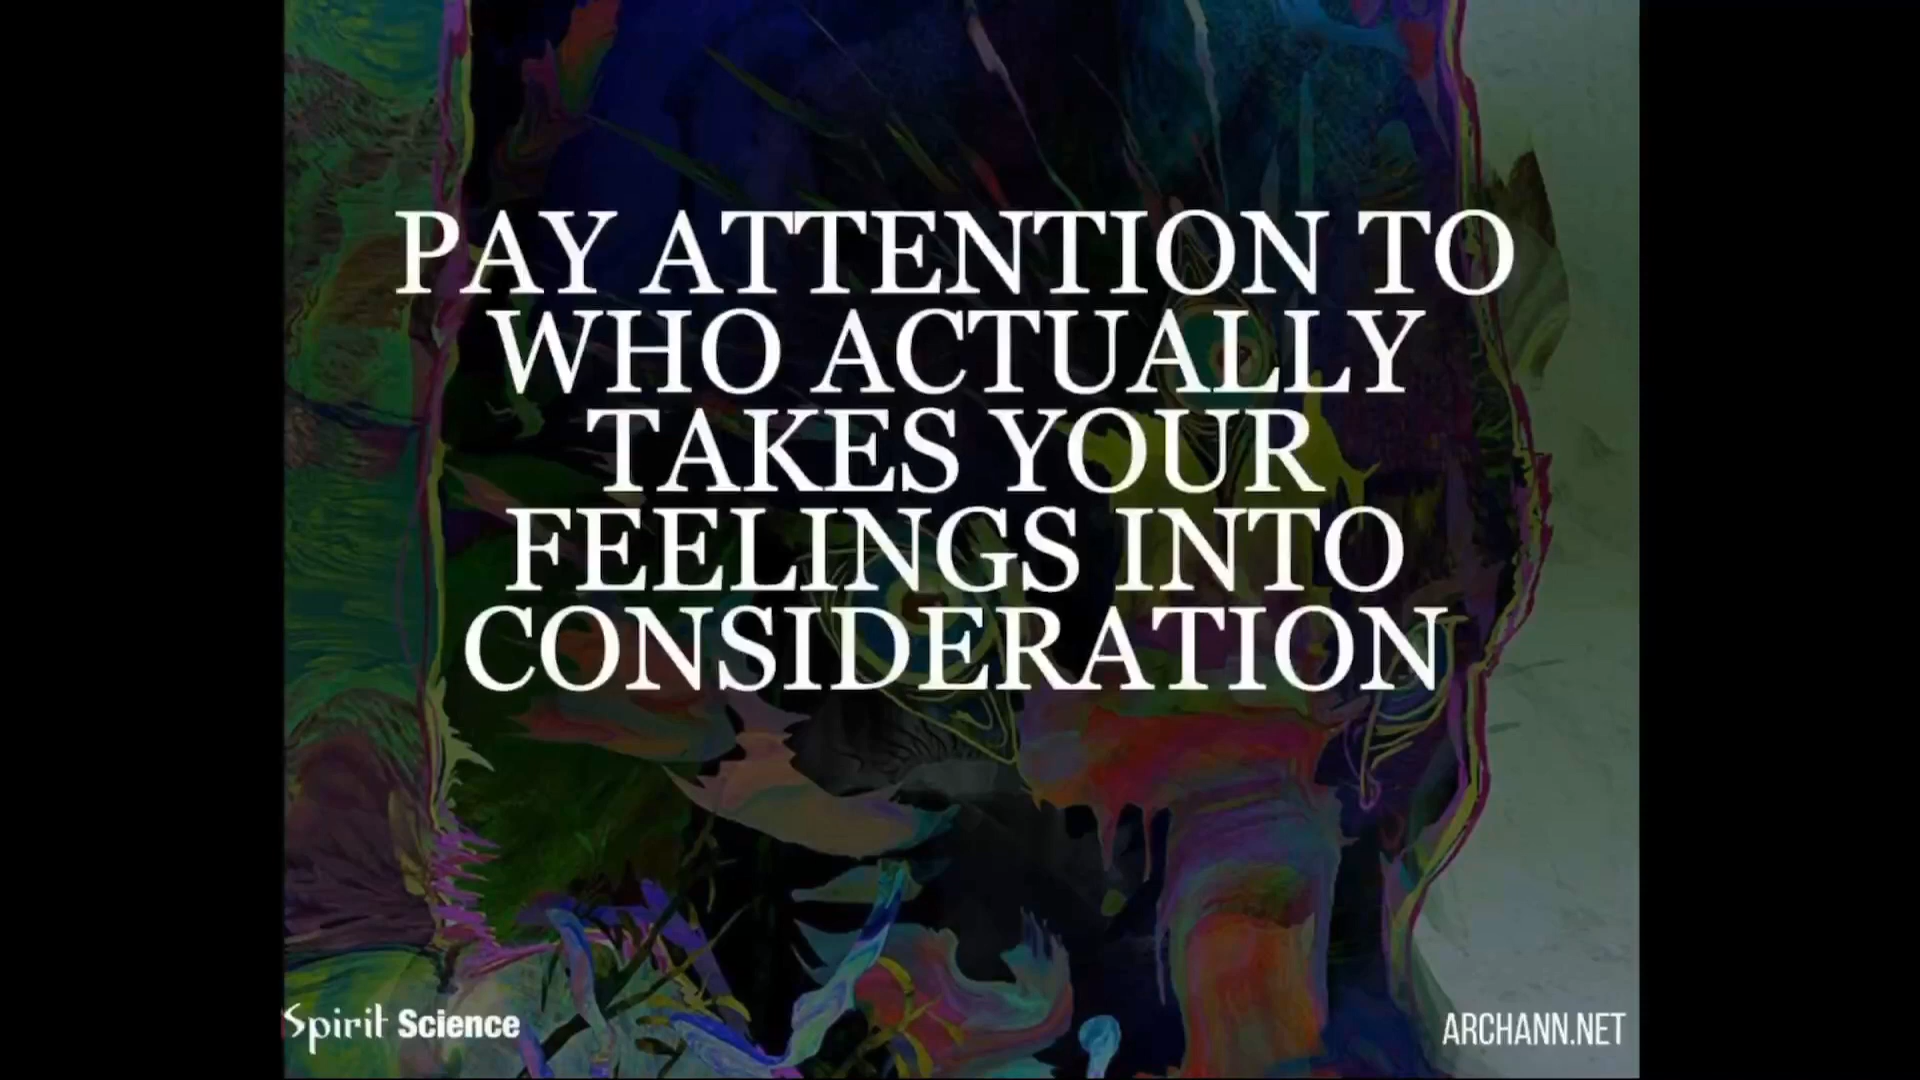 PAY ATTENTION TO
WHO ACTUALLY
TAKES YOUR
FEELINGS INTO
CONSIDERATION
Spirit Science
ARCHANN.NET